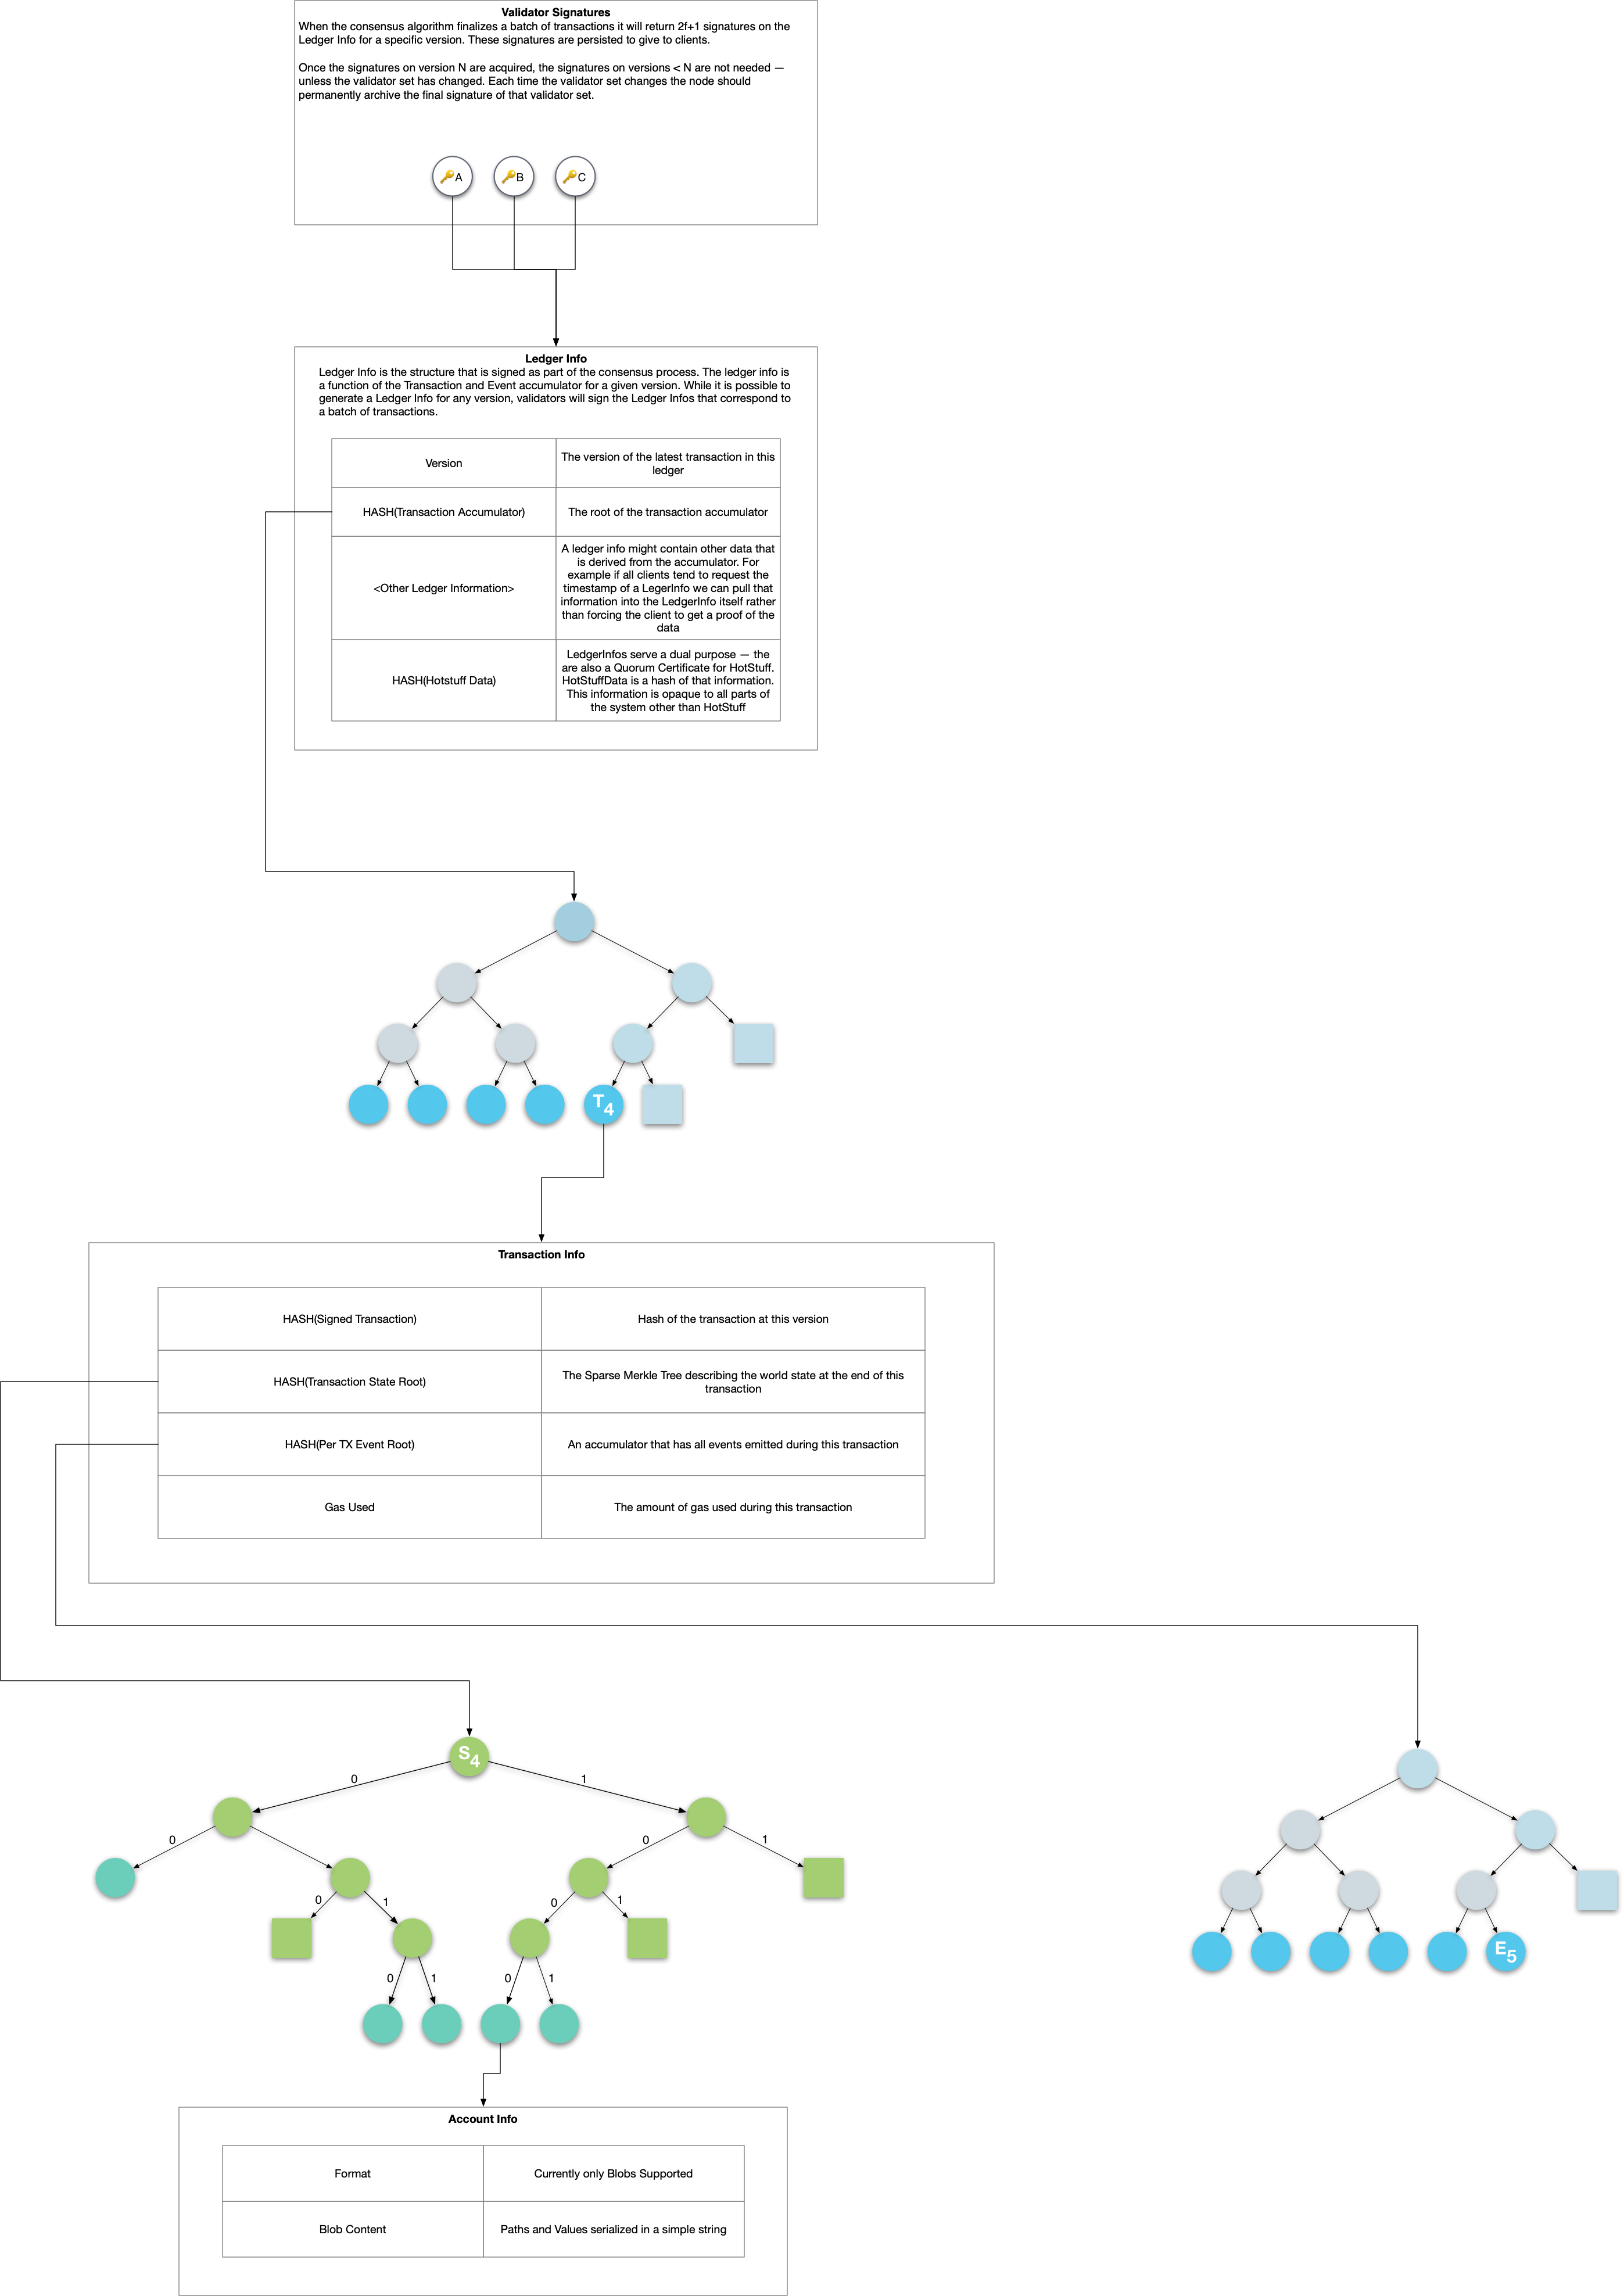 Validator Signatures
When the consensus algorithm finalizes a batch of transactions it will return 2f+1 signatures on the
Ledger Info for a specific version. These signatures are persisted to give to clients.
Once the signatures on version N are acquired, the signatures on versions < N are not needed —
unless the validator set has changed. Each time the validator set changes the node should
permanently archive the final signature of that validator set.
🔑A 🔑B 🔑C
Ledger Info
Ledger Info is the structure that is signed as part of the consensus process. The ledger info is
a function of the Transaction and Event accumulator for a given version. While it is possible to
generate a Ledger Info for any version, validators will sign the Ledger Infos that correspond to
a batch of transactions.
Version
The version of the latest transaction in this
ledger
HASH(Transaction Accumulator)
The root of the transaction accumulator
<Other Ledger Information>
A ledger info might contain other data that
is derived from the accumulator. For
example if all clients tend to request the
timestamp of a LegerInfo we can pull that
information into the LedgerInfo itself rather
than forcing the client to get a proof of the
data
HASH(Hotstuff Data)
LedgerInfos serve a dual purpose — the
are also a Quorum Certificate for HotStuff.
HotStuffData is a hash of that information.
This information is opaque to all parts of
the system other than HotStuff
T4
Transaction Info
HASH(Signed Transaction)
Hash of the transaction at this version
HASH(Transaction State Root)
The Sparse Merkle Tree describing the world state at the end of this
transaction
HASH(Per TX Event Root)
An accumulator that has all events emitted during this transaction
Gas Used
The amount of gas used during this transaction
S4
0 1
0 0 1
0 1 0 1
0 1 0 1
E5
Account Info
Format
Currently only Blobs Supported
Blob Content
Paths and Values serialized in a simple string